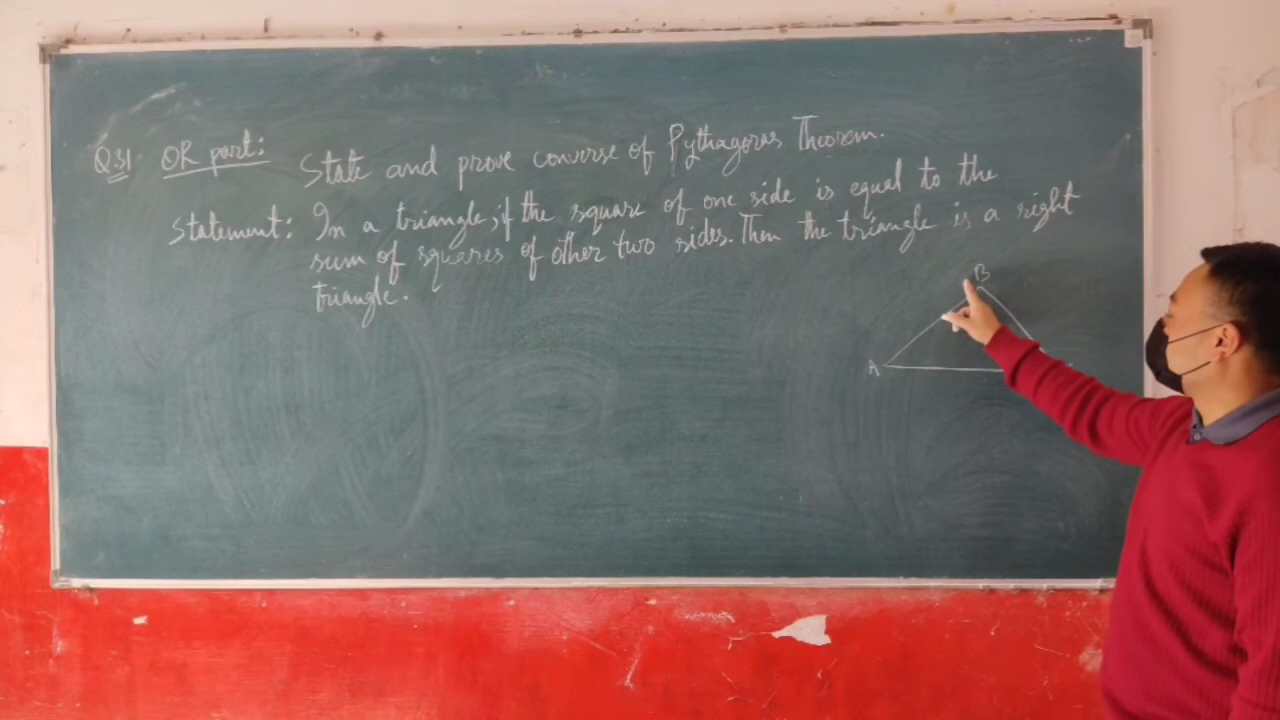 Q31 OR part: State and prove converse of Pythagoras Theorem.
Statement: In a triangle, if the square of one side is equal to the
sum of squares of other two sides. Then the triangle is a right
triangle.
B
A